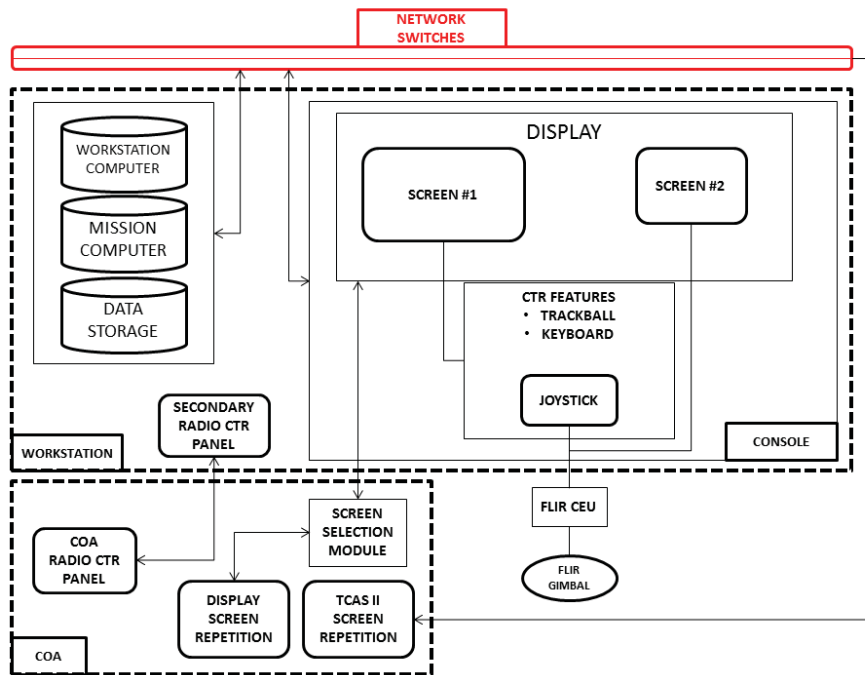 NETWORK
SWITCHES
WORKSTATION
COMPUTER
MISSION
COMPUTER
DATA
STORAGE
DISPLAY
SCREEN #1
SCREEN #2
CTR FEATURES
• TRACKBALL
• KEYBOARD
JOYSTICK
CONSOLE
SECONDARY
RADIO CTR
PANEL
WORKSTATION
COA
RADIO CTR
PANEL
SCREEN
SELECTION
MODULE
DISPLAY
SCREEN
REPETITION
TCAS II
SCREEN
REPETITION
COA
FLIR CEU
FLIR
GIMBAL